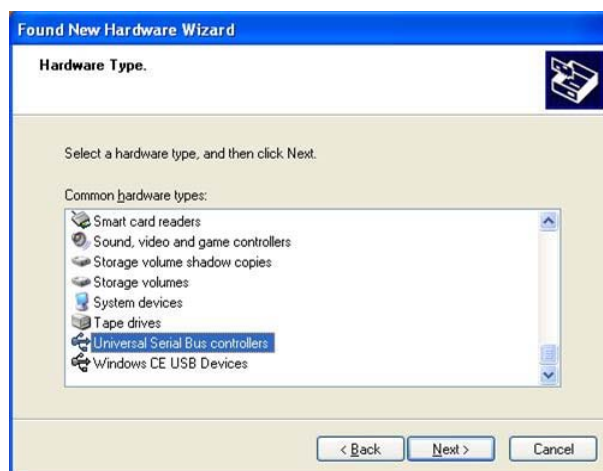 Found New Hardware Wizard
Hardware Type.
Select a hardware type, and then click Next.
Common hardware types:
Smart card readers
Sound, video and game controllers
Storage volume shadow copies
Storage volumes
System devices
Tape drives
Universal Serial Bus controllers
Windows CE USB Devices
< Back Next > Cancel